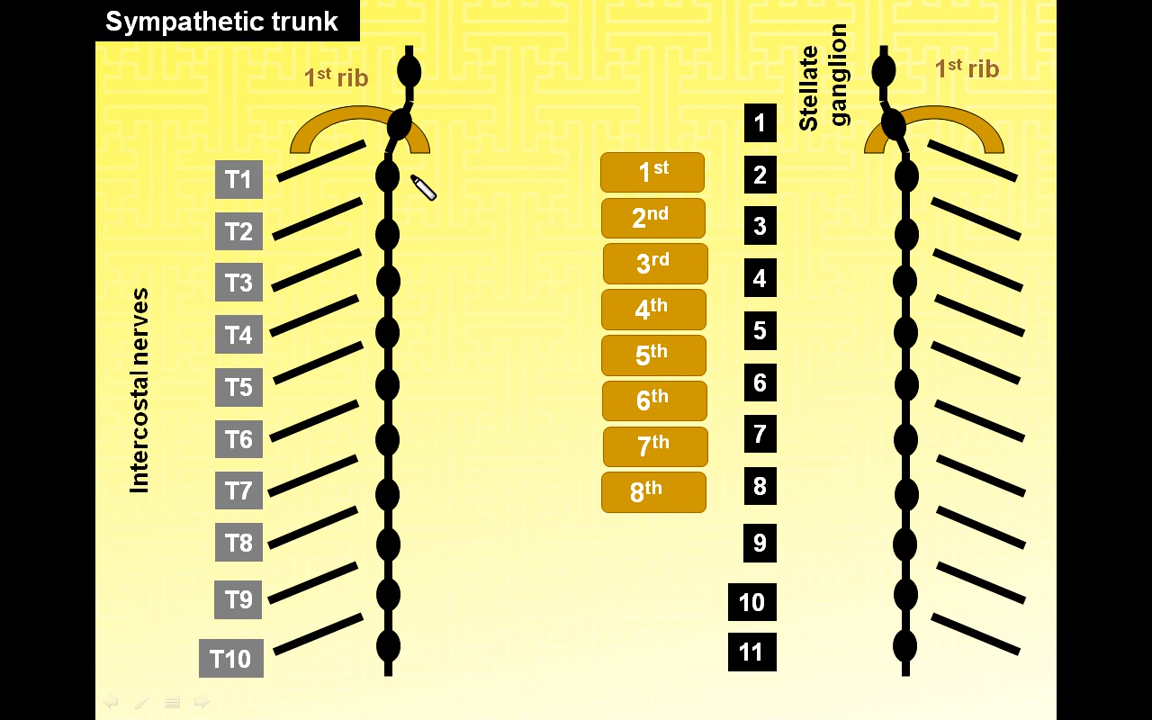 Sympathetic trunk
1st rib
Stellate
ganglion
1st rib
Intercostal nerves
T1
T2
T3
T4
T5
T6
T7
T8
T9
T10
1st
2nd
3rd
4th
5th
6th
7th
8th
1
2
3
4
5
6
7
8
9
10
11